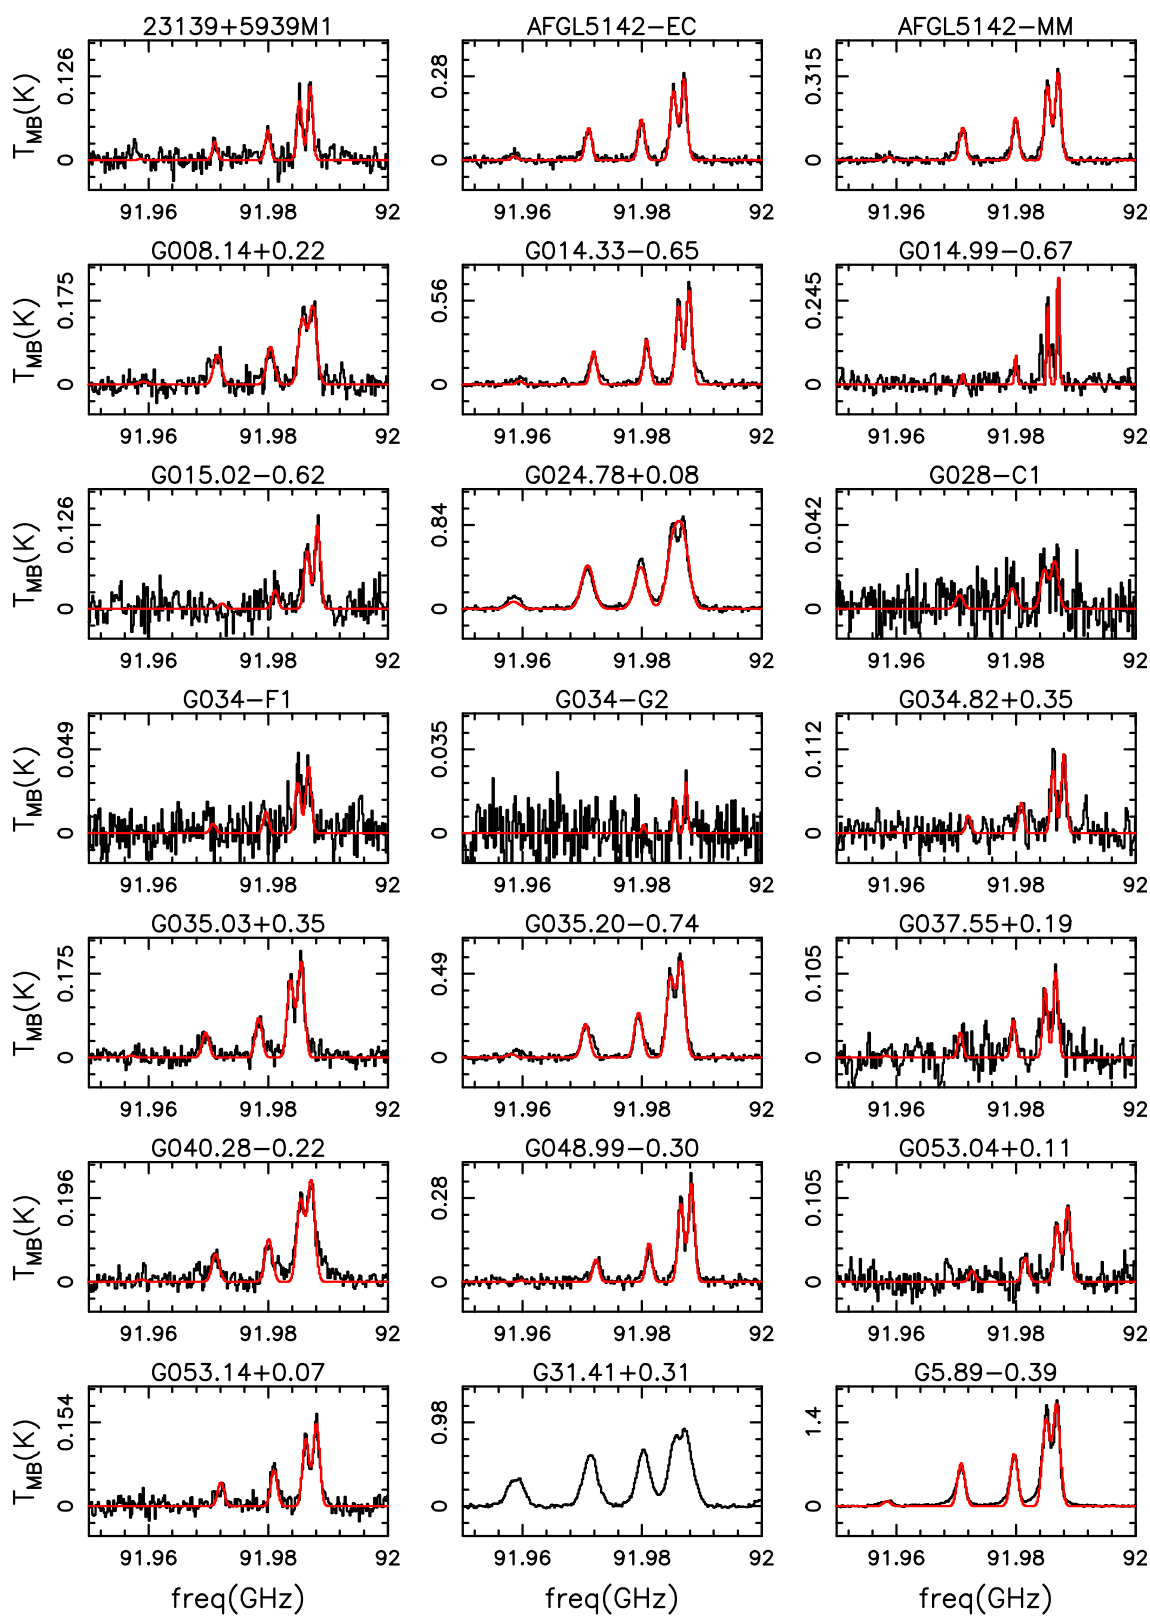 23139+5939M1 AFGL5142−EC AFGL5142−MM
T_MB(K) 0.126 0 0.28 0 0.315 0
91.96 91.98 92 91.96 91.98 92 91.96 91.98 92
G008.14+0.22 G014.33−0.65 G014.99−0.67
T_MB(K) 0.175 0 0.56 0 0.245 0
91.96 91.98 92 91.96 91.98 92 91.96 91.98 92
G015.02−0.62 G024.78+0.08 G028−C1
T_MB(K) 0.126 0 0.84 0 0.042 0
91.96 91.98 92 91.96 91.98 92 91.96 91.98 92
G034−F1 G034−G2 G034.82+0.35
T_MB(K) 0.049 0 0.035 0 0.112 0
91.96 91.98 92 91.96 91.98 92 91.96 91.98 92
G035.03+0.35 G035.20−0.74 G037.55+0.19
T_MB(K) 0.175 0 0.49 0 0.105 0
91.96 91.98 92 91.96 91.98 92 91.96 91.98 92
G040.28−0.22 G048.99−0.30 G053.04+0.11
T_MB(K) 0.196 0 0.28 0 0.105 0
91.96 91.98 92 91.96 91.98 92 91.96 91.98 92
G053.14+0.07 G31.41+0.31 G5.89−0.39
T_MB(K) 0.154 0 0.98 0 1.4 0
91.96 91.98 92 91.96 91.98 92 91.96 91.98 92
freq(GHz) freq(GHz) freq(GHz)